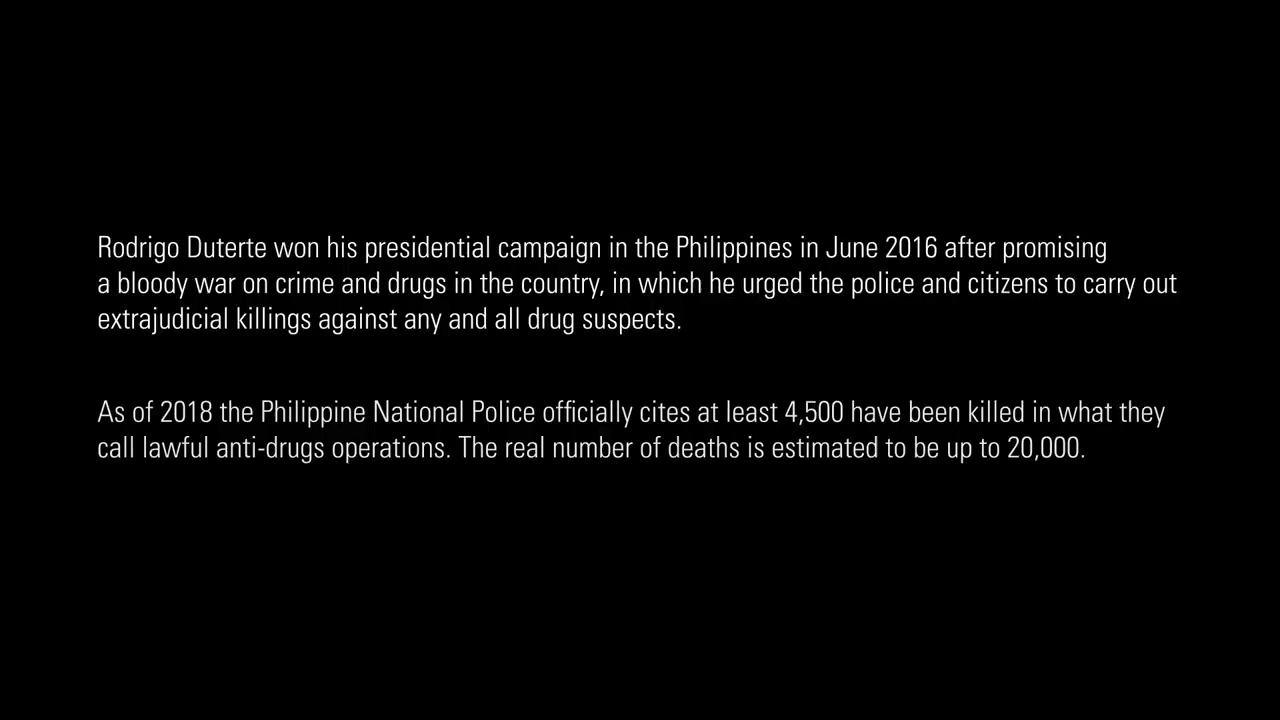 Rodrigo Duterte won his presidential campaign in the Philippines in June 2016 after promising
a bloody war on crime and drugs in the country, in which he urged the police and citizens to carry out
extrajudicial killings against any and all drug suspects.
As of 2018 the Philippine National Police officially cites at least 4,500 have been killed in what they
call lawful anti-drugs operations. The real number of deaths is estimated to be up to 20,000.